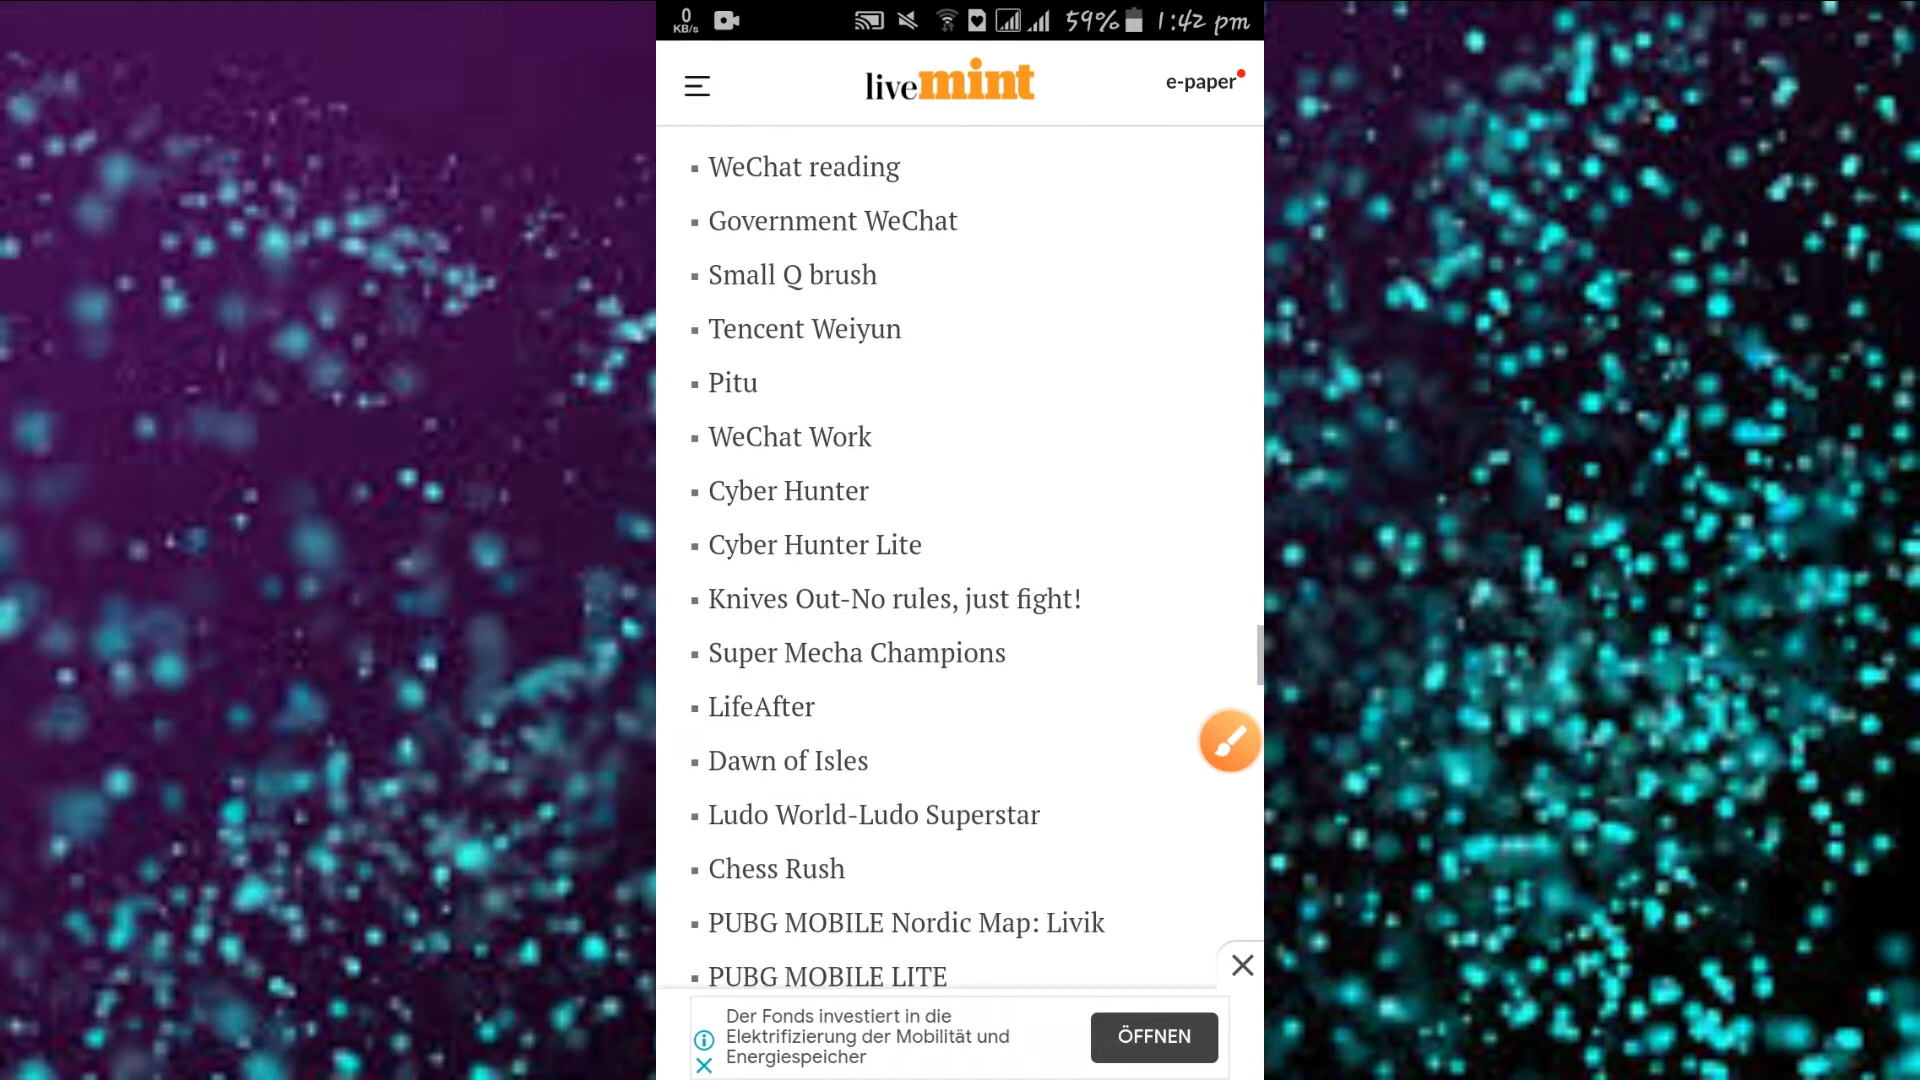 0
KB/s
59% 1:42 pm
livemint
e-paper
WeChat reading
Government WeChat
Small Q brush
Tencent Weiyun
Pitu
WeChat Work
Cyber Hunter
Cyber Hunter Lite
Knives Out-No rules, just fight!
Super Mecha Champions
LifeAfter
Dawn of Isles
Ludo World-Ludo Superstar
Chess Rush
PUBG MOBILE Nordic Map: Livik
PUBG MOBILE LITE
Der Fonds investiert in die
Elektrifizierung der Mobilität und
Energiespeicher
ÖFFNEN